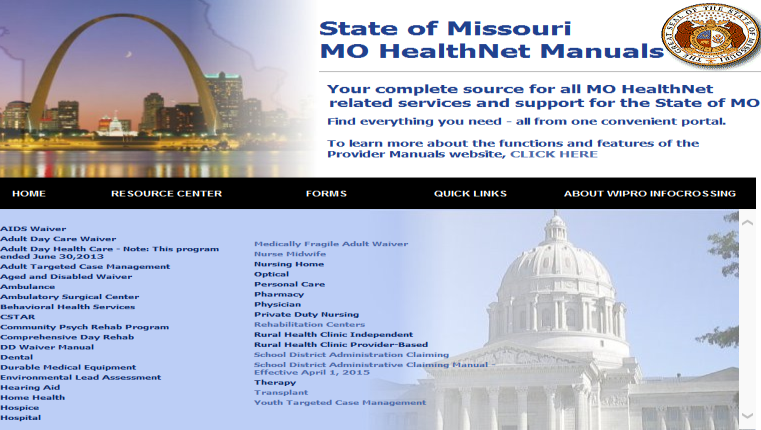 State of Missouri
MO HealthNet Manuals
THE GREAT SEAL OF THE STATE OF MISSOURI
Your complete source for all MO HealthNet
related services and support for the State of MO
Find everything you need - all from one convenient portal.
To learn more about the functions and features of the
Provider Manuals website, CLICK HERE
HOME
RESOURCE CENTER
FORMS
QUICK LINKS
ABOUT WIPRO INFOCROSSING
AIDS Waiver
Adult Day Care Waiver
Adult Day Health Care - Note: This program
ended June 30,2013
Adult Targeted Case Management
Aged and Disabled Waiver
Ambulance
Ambulatory Surgical Center
Behavioral Health Services
CSTAR
Community Psych Rehab Program
Comprehensive Day Rehab
DD Waiver Manual
Dental
Durable Medical Equipment
Environmental Lead Assessment
Hearing Aid
Home Health
Hospice
Hospital
Medically Fragile Adult Waiver
Nurse Midwife
Nursing Home
Optical
Personal Care
Pharmacy
Physician
Private Duty Nursing
Rehabilitation Centers
Rural Health Clinic Independent
Rural Health Clinic Provider-Based
School District Administration Claiming
School District Administrative Claiming Manual -
Effective April 1, 2015
Therapy
Transplant
Youth Targeted Case Management